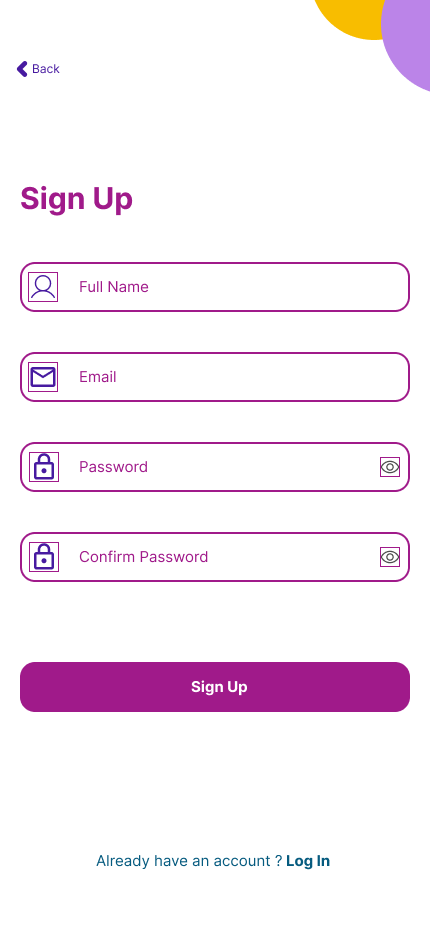 Back
Sign Up
Full Name
Email
Password
Confirm Password
Sign Up
Already have an account ? Log In